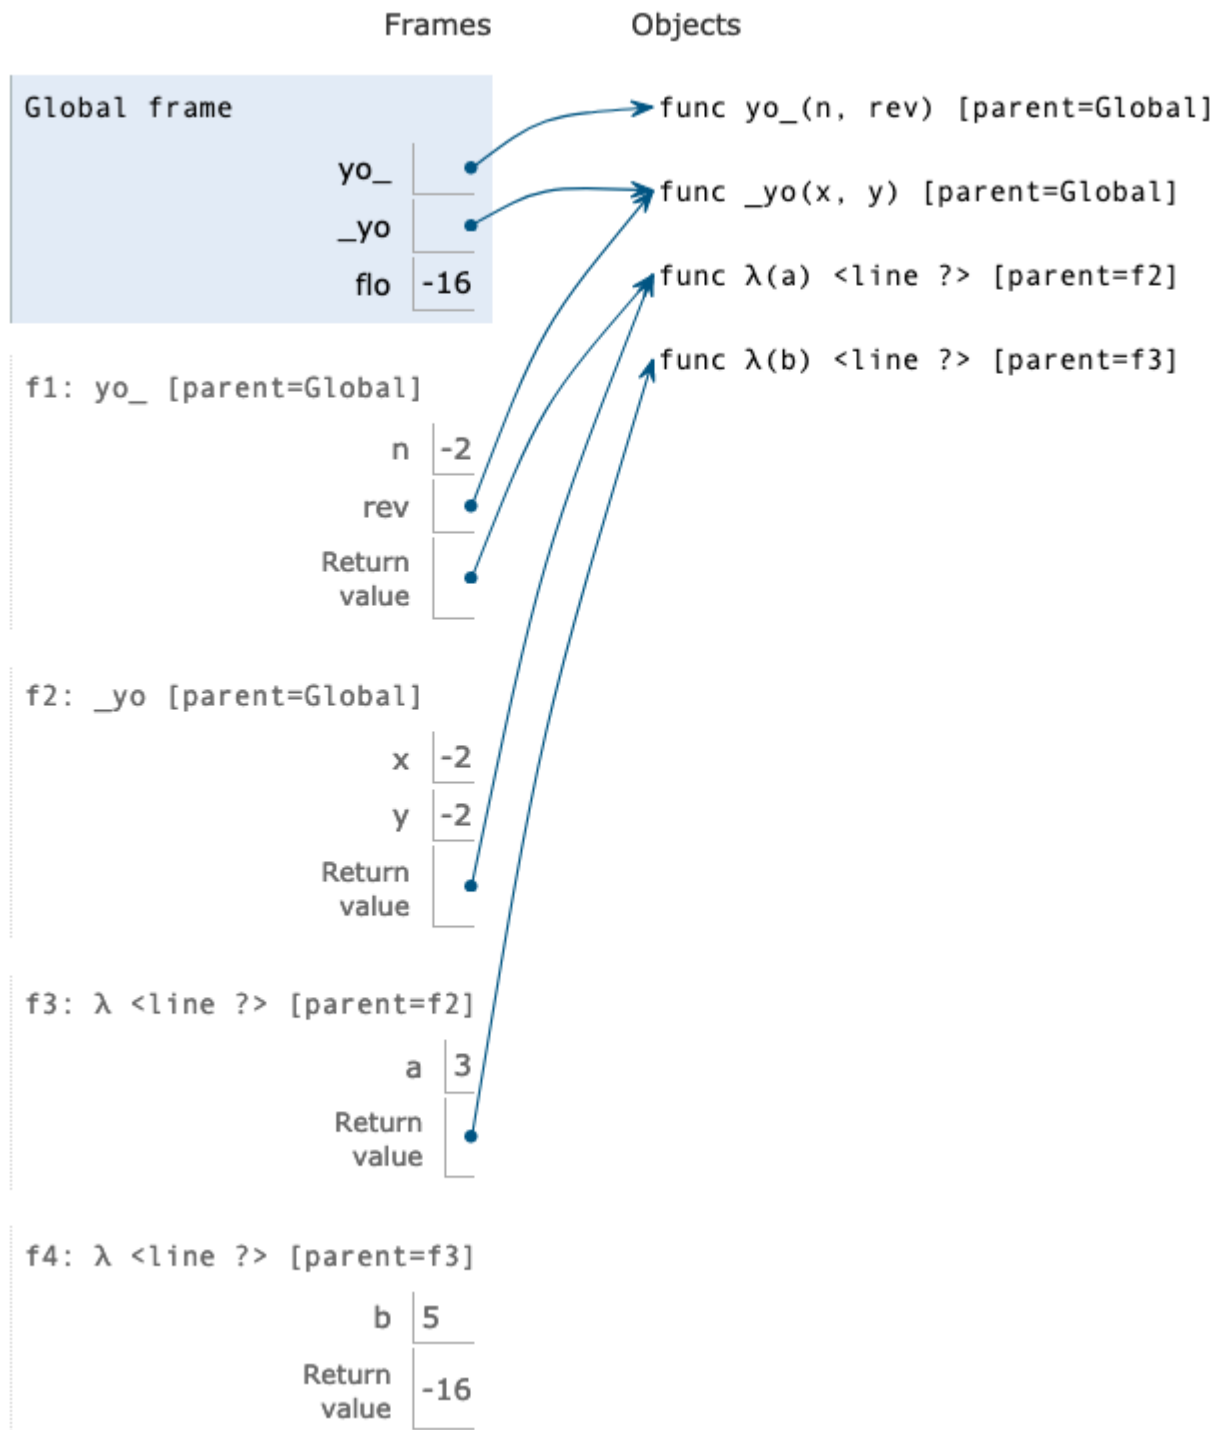 Frames Objects
Global frame
yo_
_yo
flo -16
func yo_(n, rev) [parent=Global]
func _yo(x, y) [parent=Global]
func λ(a) <line ?> [parent=f2]
func λ(b) <line ?> [parent=f3]
f1: yo_ [parent=Global]
n -2
rev
Return
value
f2: _yo [parent=Global]
x -2
y -2
Return
value
f3: λ <line ?> [parent=f2]
a 3
Return
value
f4: λ <line ?> [parent=f3]
b 5
Return
value -16